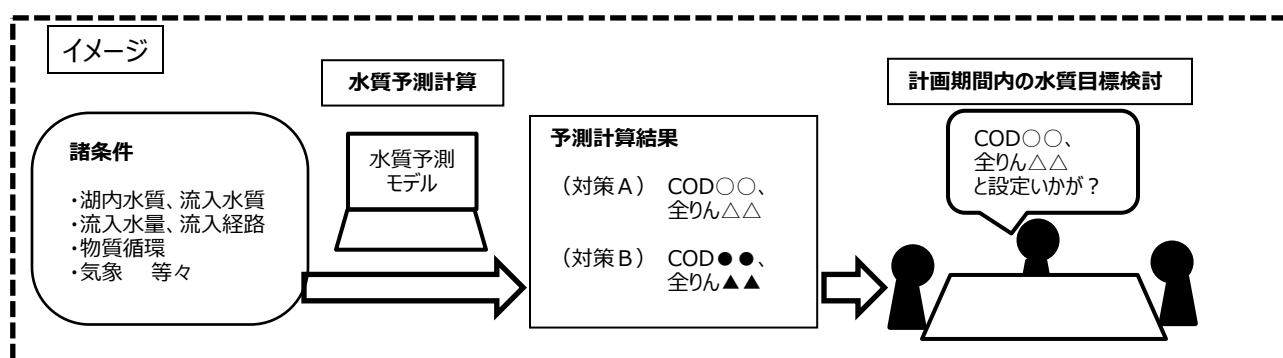 イメージ
水質予測計算
計画期間内の水質目標検討
諸条件
・湖内水質、流入水質
・流入水量、流入経路
・物質循環
・気象　等々
水質予測
モデル
予測計算結果
（対策Ａ）　COD○○、
全りん△△
（対策Ｂ）　COD●●、
全りん▲▲
COD○○、
全りん△△
と設定いかが？